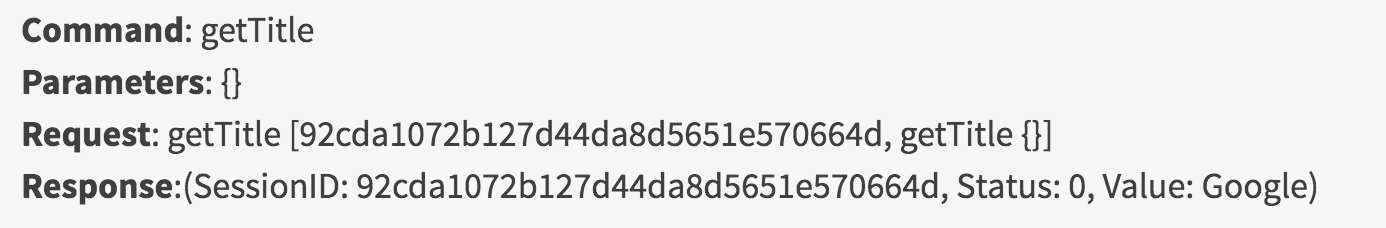 Command: getTitle
Parameters: {}
Request: getTitle [92cda1072b127d44da8d5651e570664d, getTitle {}]
Response:(SessionID: 92cda1072b127d44da8d5651e570664d, Status: 0, Value: Google)